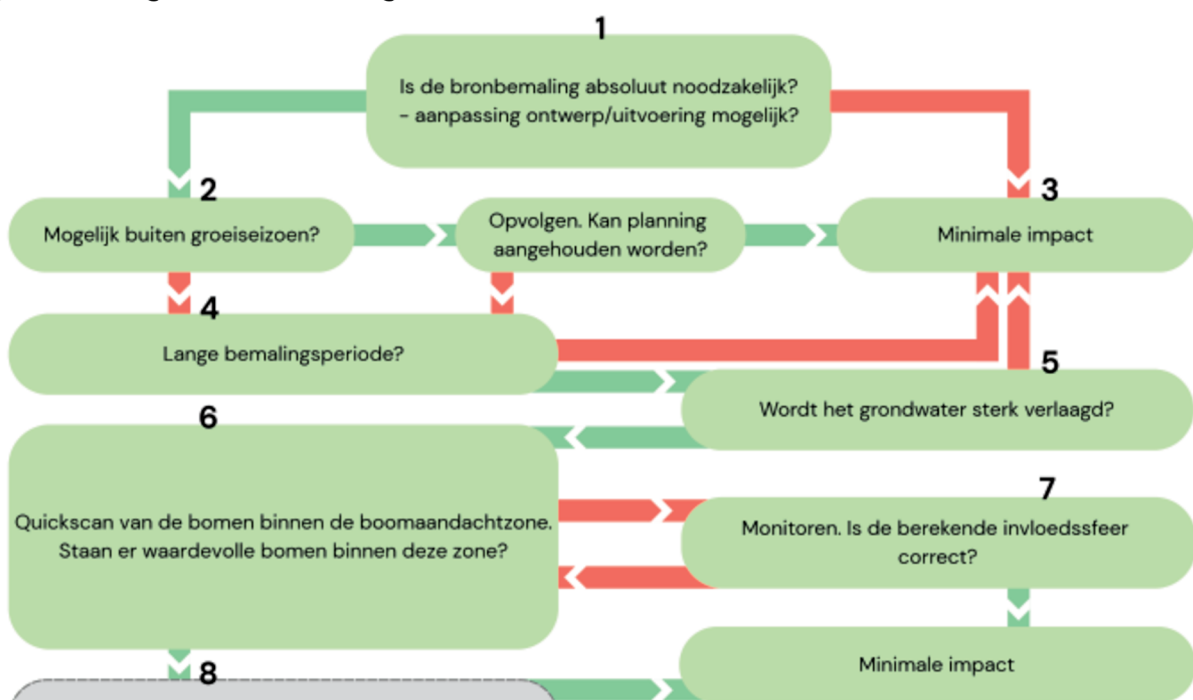 1
Is de bronbemaling absoluut noodzakelijk?
- aanpassing ontwerp/uitvoering mogelijk?
2
Mogelijk buiten groeiseizoen?
Opvolgen. Kan planning
aangehouden worden?
3
Minimale impact
4
Lange bemalingsperiode?
5
Wordt het grondwater sterk verlaagd?
6
Quickscan van de bomen binnen de boomaandachtzone.
Staan er waardevolle bomen binnen deze zone?
7
Monitoren. Is de berekende invloedssfeer
correct?
Minimale impact
8